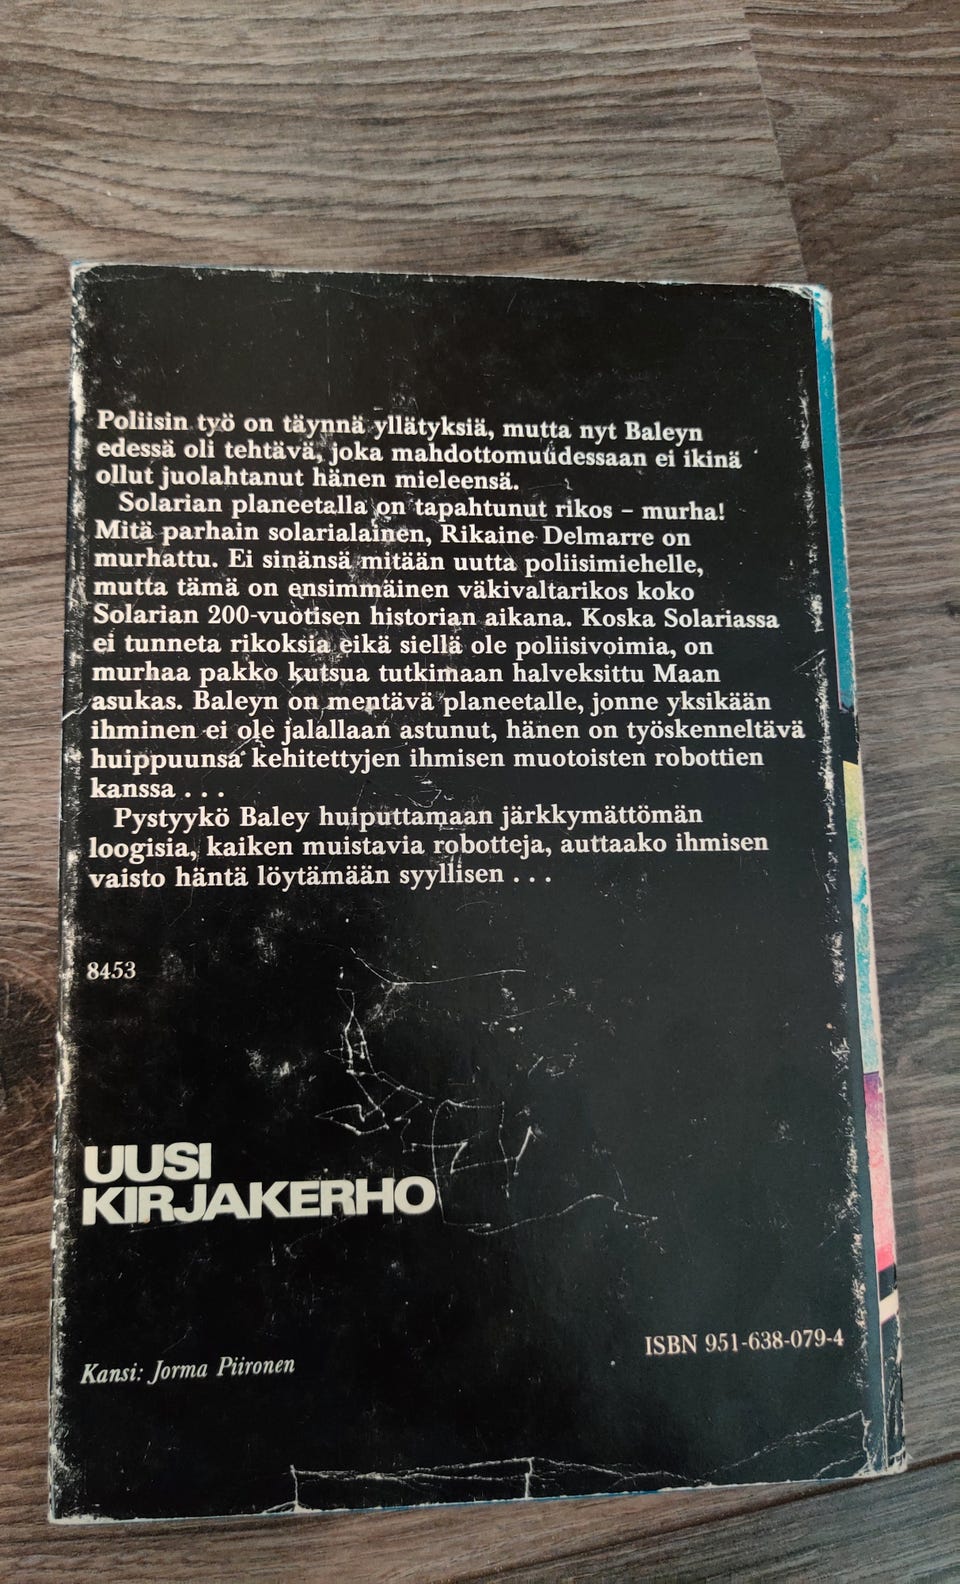 Poliisin työ on täynnä yllätyksiä, mutta nyt Baleyn
edessä oli tehtävä, joka mahdottomuudessaan ei ikinä
ollut juolahtanut hänen mieleensä.
Solarian planeetalla on tapahtunut rikos – murha!
Mitä parhain solarialainen, Rikaine Delmarre on
murhattu. Ei sinänsä mitään uutta poliisimiehelle,
mutta tämä on ensimmäinen väkivaltarikos koko
Solarian 200-vuotisen historian aikana. Koska Solariassa
ei tunneta rikoksia eikä siellä ole poliisivoimia, on
murhaa pakko kutsua tutkimaan halveksittu Maan
asukas. Baleyn on mentävä planeetalle, jonne yksikään
ihminen ei ole jalallaan astunut, hänen on työskenneltävä
huippuunsa kehitettyjen ihmisen muotoisten robottien
kanssa . . .
Pystyykö Baley huiputtamaan järkkymättömän
loogisia, kaiken muistavia robotteja, auttaako ihmisen
vaisto häntä löytämään syyllisen . . .
8453
UUSI
KIRJAKERHO
ISBN 951-638-079-4
Kansi: Jorma Piironen